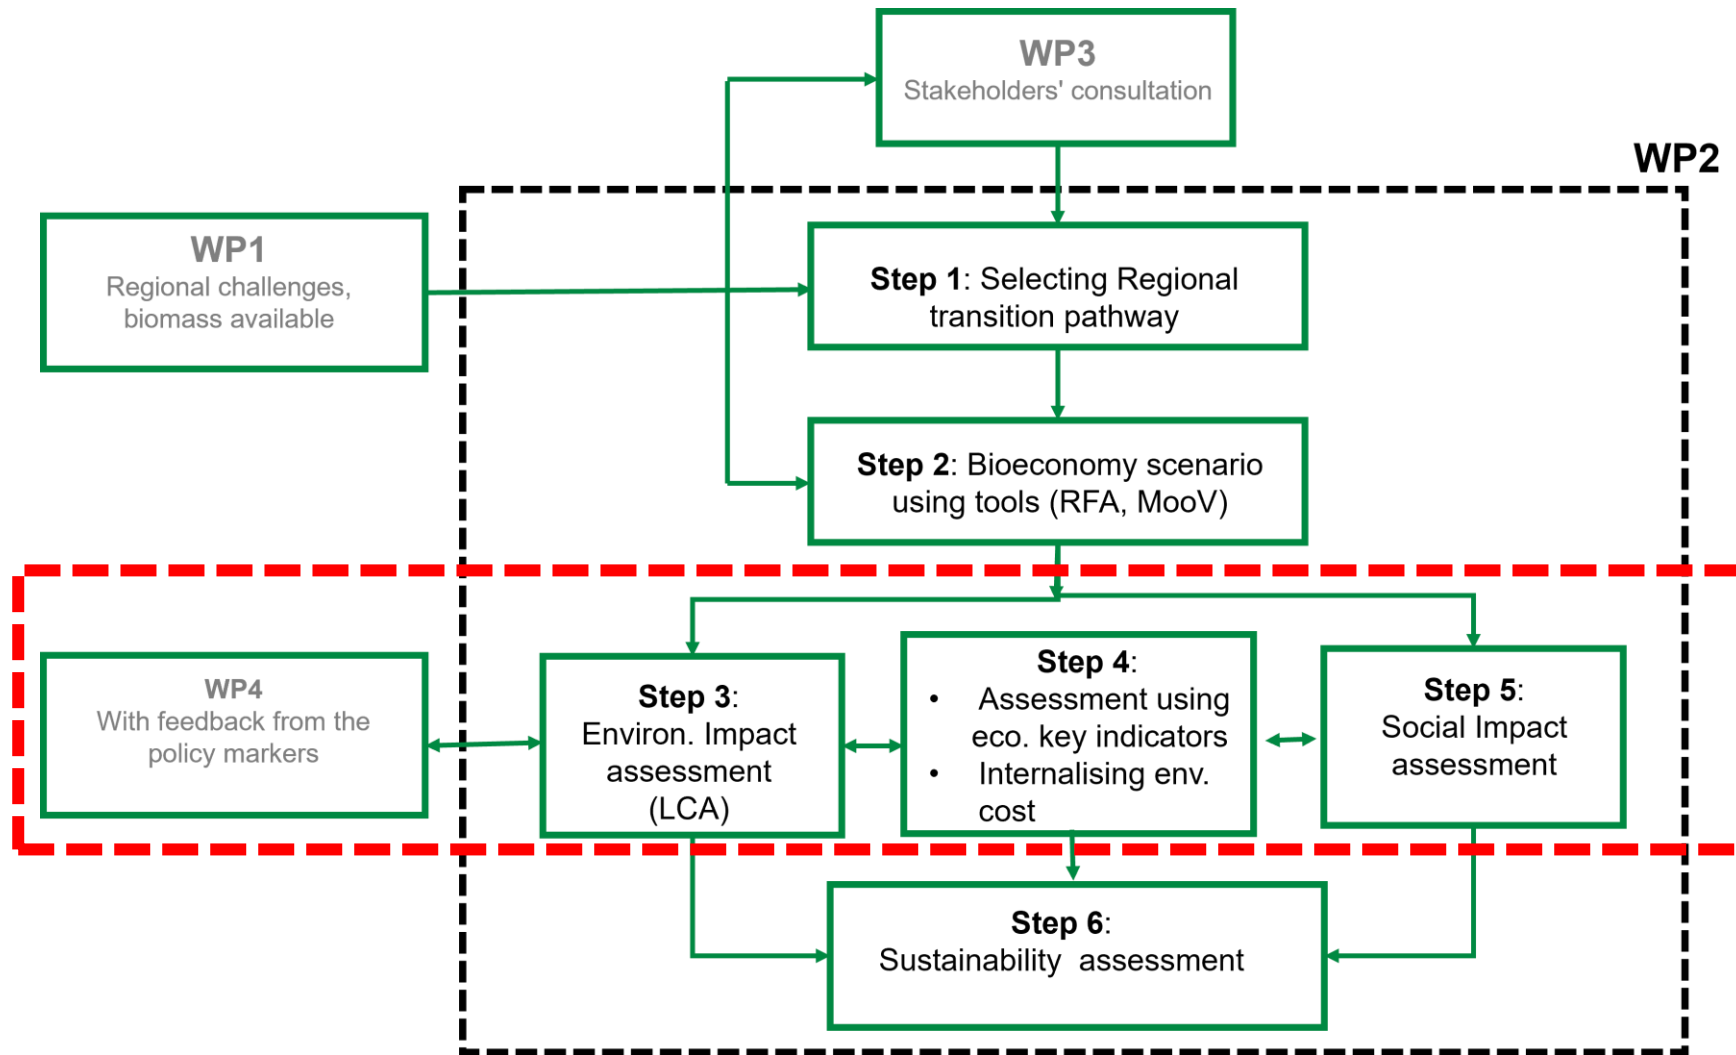 WP3
Stakeholders' consultation
WP2
WP1
Regional challenges,
biomass available
Step 1: Selecting Regional
transition pathway
Step 2: Bioeconomy scenario
using tools (RFA, MooV)
WP4
With feedback from the
policy markers
Step 3:
Environ. Impact
assessment
(LCA)
Step 4:
• Assessment using
eco. key indicators
• Internalising env.
cost
Step 5:
Social Impact
assessment
Step 6:
Sustainability assessment